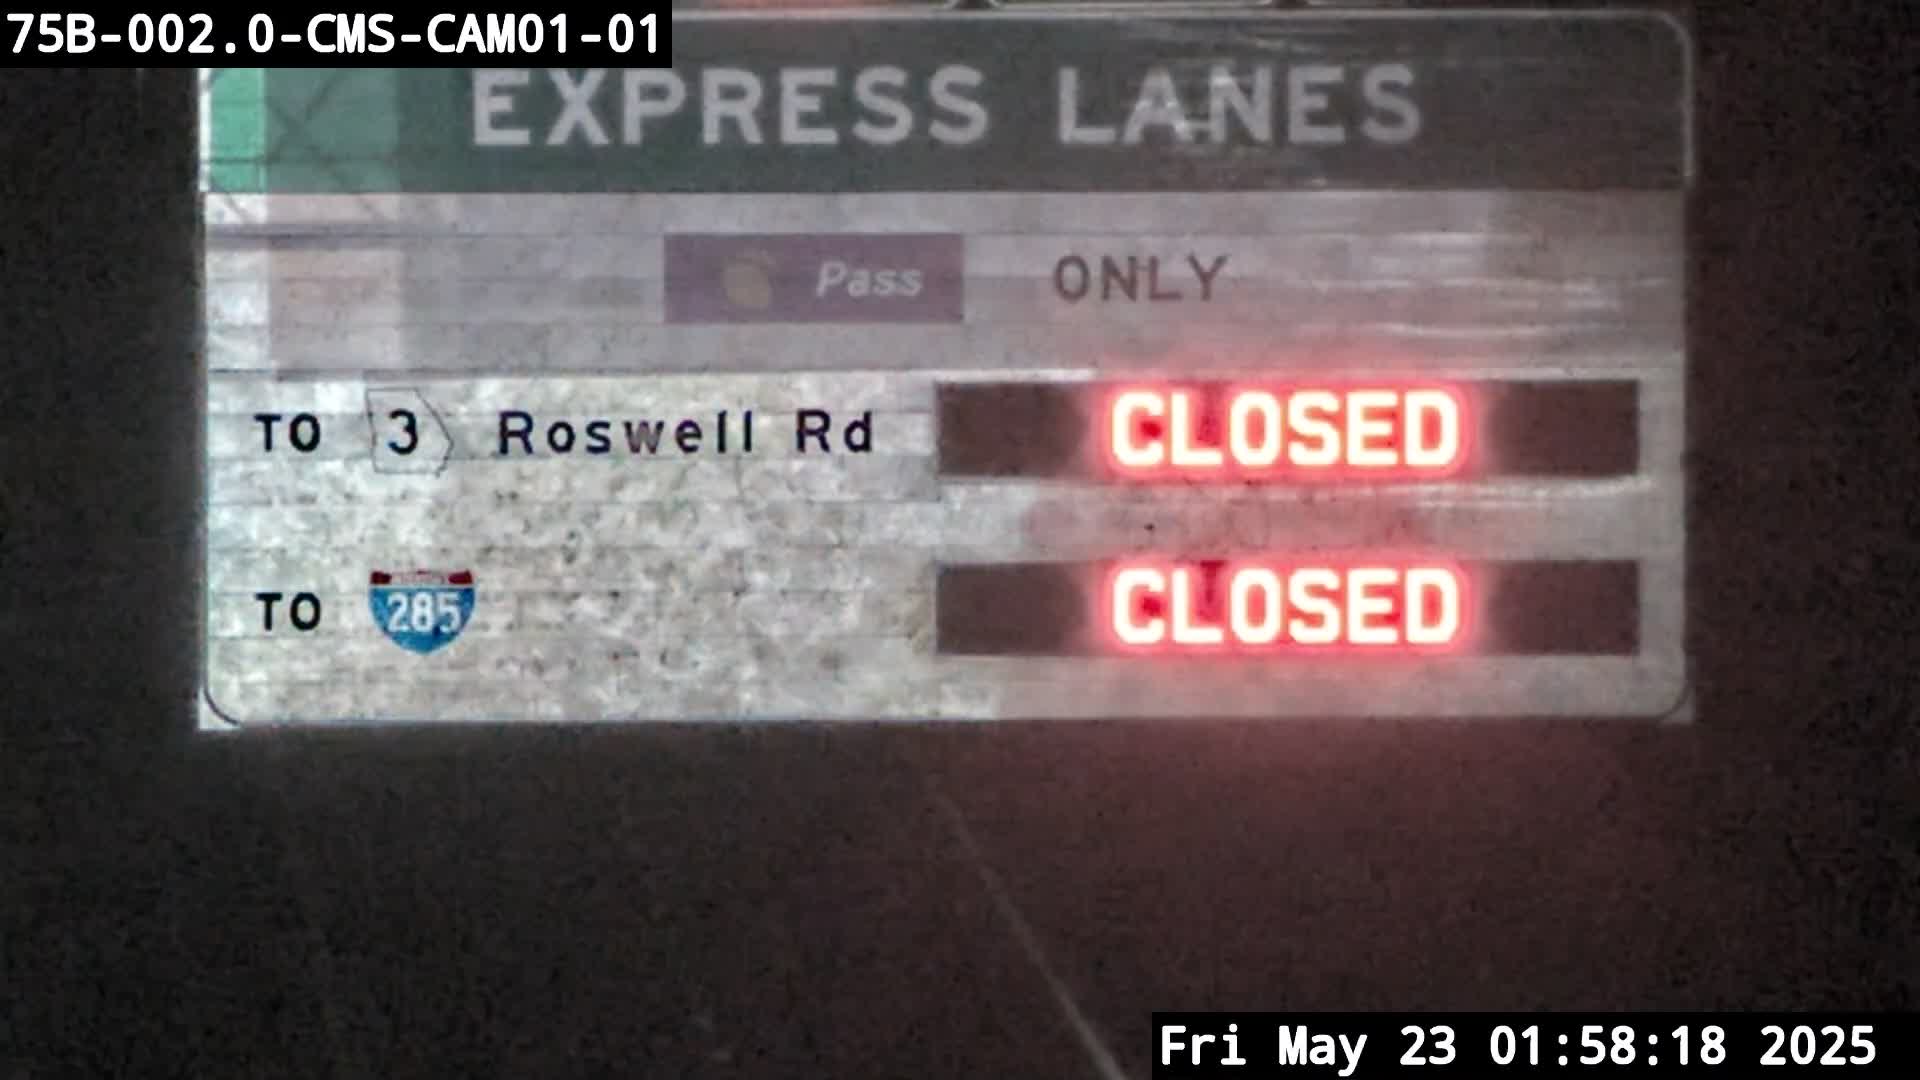 75B-002.0-CMS-CAM01-01
EXPRESS LANES
Pass ONLY
TO 3 Roswell Rd CLOSED
TO 285 CLOSED
Fri May 23 01:58:18 2025